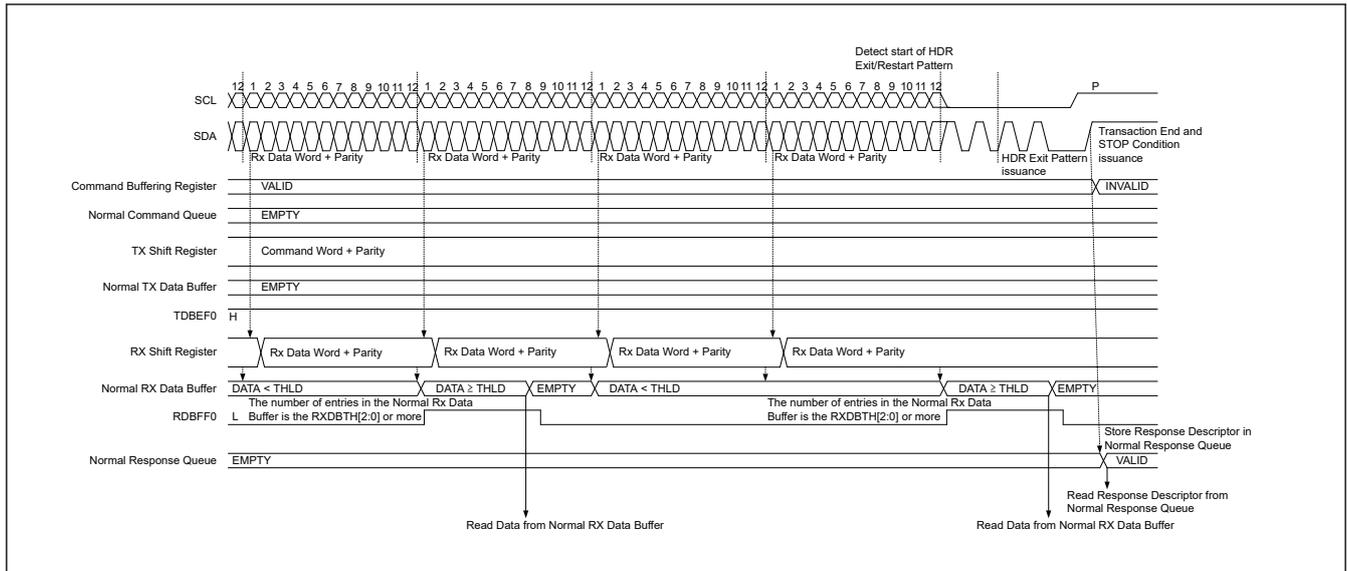 Detect start of HDR
Exit/Restart Pattern
12 1 2 3 4 5 6 7 8 9 10 11 12 1 2 3 4 5 6 7 8 9 10 11 12 1 2 3 4 5 6 7 8 9 10 11 12 1 2 3 4 5 6 7 8 9 10 11 12 P
SCL
SDA
Transaction End and
STOP Condition
issuance
Rx Data Word + Parity Rx Data Word + Parity Rx Data Word + Parity Rx Data Word + Parity
HDR Exit Pattern
issuance
Command Buffering Register VALID INVALID
Normal Command Queue EMPTY
TX Shift Register Command Word + Parity
Normal TX Data Buffer EMPTY
TDBEF0 H
RX Shift Register Rx Data Word + Parity Rx Data Word + Parity Rx Data Word + Parity Rx Data Word + Parity
Normal RX Data Buffer DATA < THLD DATA ≥ THLD EMPTY DATA < THLD DATA ≥ THLD EMPTY
The number of entries in the Normal Rx Data
Buffer is the RXDBTH[2:0] or more
The number of entries in the Normal Rx Data
Buffer is the RXDBTH[2:0] or more
RDBFF0 L
Store Response Descriptor in
Normal Response Queue
Normal Response Queue EMPTY VALID
Read Response Descriptor from
Normal Response Queue
Read Data from Normal RX Data Buffer Read Data from Normal RX Data Buffer